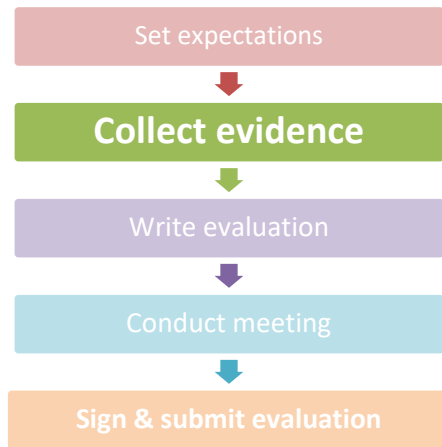 Set expectations
Collect evidence
Write evaluation
Conduct meeting
Sign & submit evaluation